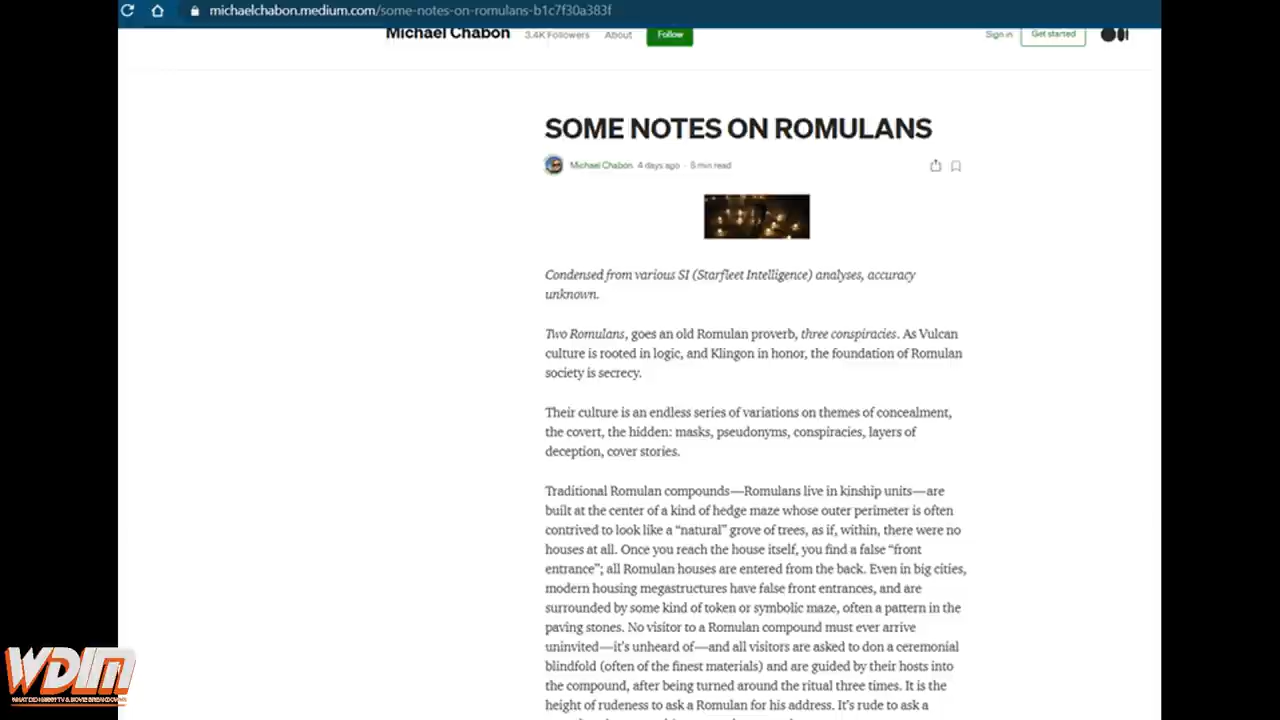 michaelchabon.medium.com/some-notes-on-romulans-b1c7f30a383f
Michael Chabon 3.4K Followers About Follow Sign in Get started
SOME NOTES ON ROMULANS
Michael Chabon 4 days ago · 6 min read
Condensed from various SI (Starfleet Intelligence) analyses, accuracy
unknown.
Two Romulans, goes an old Romulan proverb, three conspiracies. As Vulcan
culture is rooted in logic, and Klingon in honor, the foundation of Romulan
society is secrecy.
Their culture is an endless series of variations on themes of concealment,
the covert, the hidden: masks, pseudonyms, conspiracies, layers of
deception, cover stories.
Traditional Romulan compounds—Romulans live in kinship units—are
built at the center of a kind of hedge maze whose outer perimeter is often
contrived to look like a “natural” grove of trees, as if, within, there were no
houses at all. Once you reach the house itself, you find a false “front
entrance”; all Romulan houses are entered from the back. Even in big cities,
modern housing megastructures have false front entrances, and are
surrounded by some kind of token or symbolic maze, often a pattern in the
paving stones. No visitor to a Romulan compound must ever arrive
uninvited—it’s unheard of—and all visitors are asked to don a ceremonial
blindfold (often of the finest materials) and are guided by their hosts into
the compound, after being turned around the ritual three times. It is the
height of rudeness to ask a Romulan for his address. It’s rude to ask a
WDIM